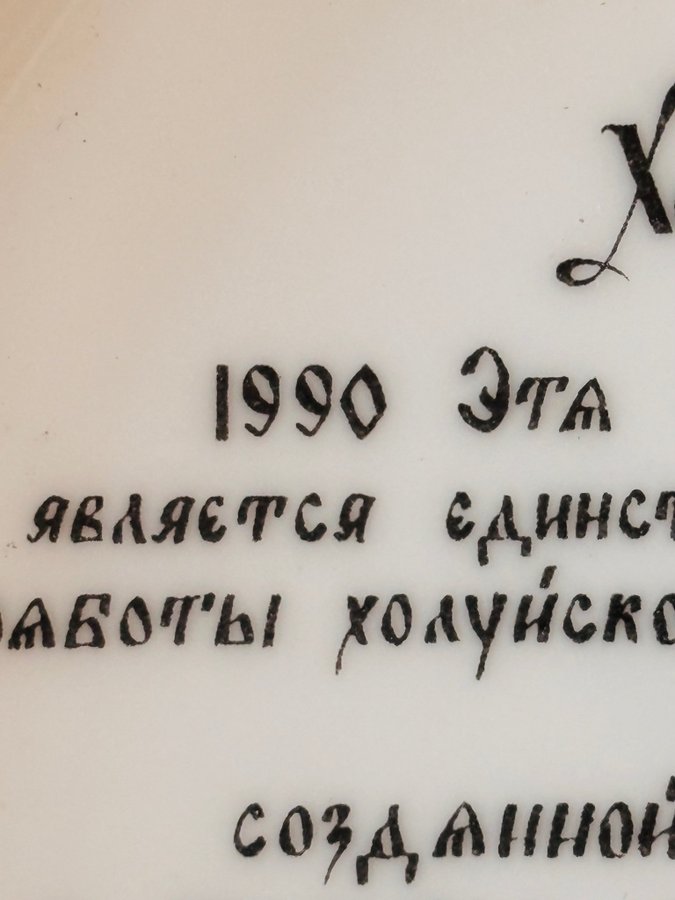 Х
1990 Эта
является единст
работы холуйско
созданной